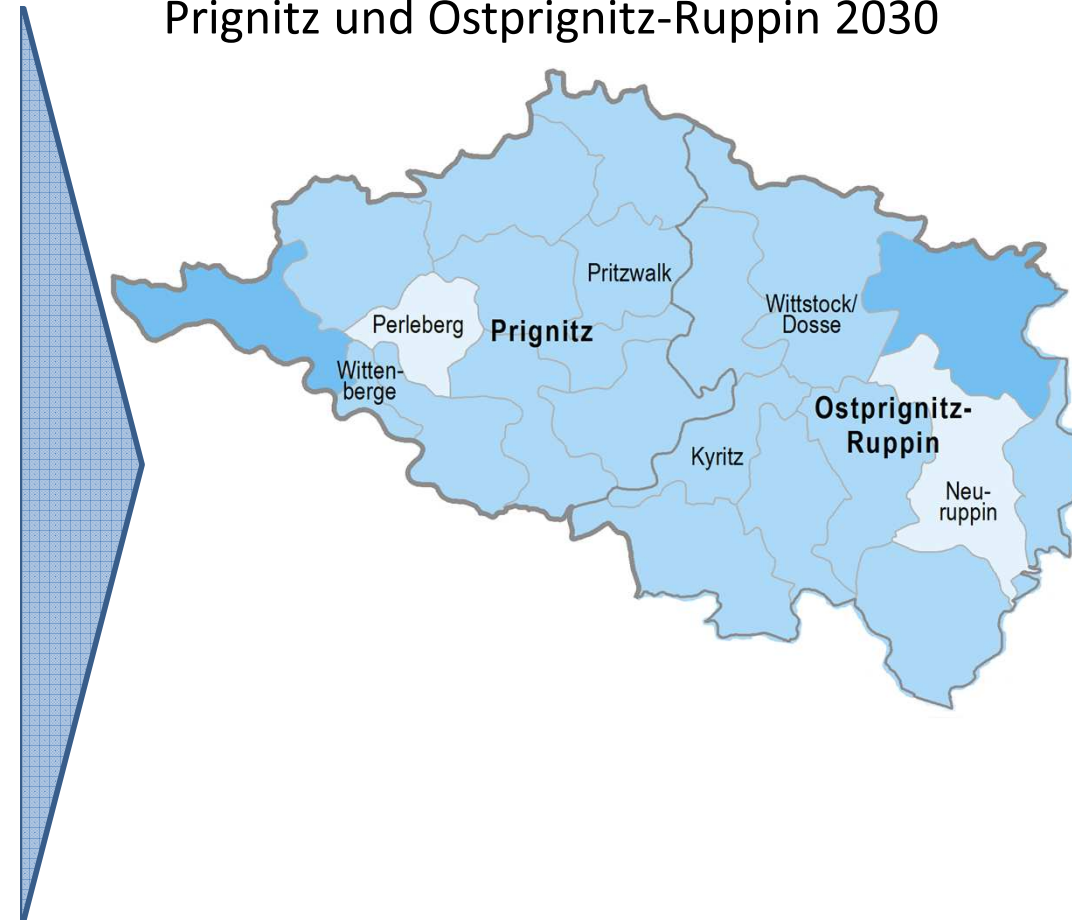 Prignitz und Ostprignitz-Ruppin 2030
Pritzwalk
Wittstock/
Dosse
Perleberg
Prignitz
Witten-
berge
Ostprignitz-
Ruppin
Kyritz
Neu-
ruppin